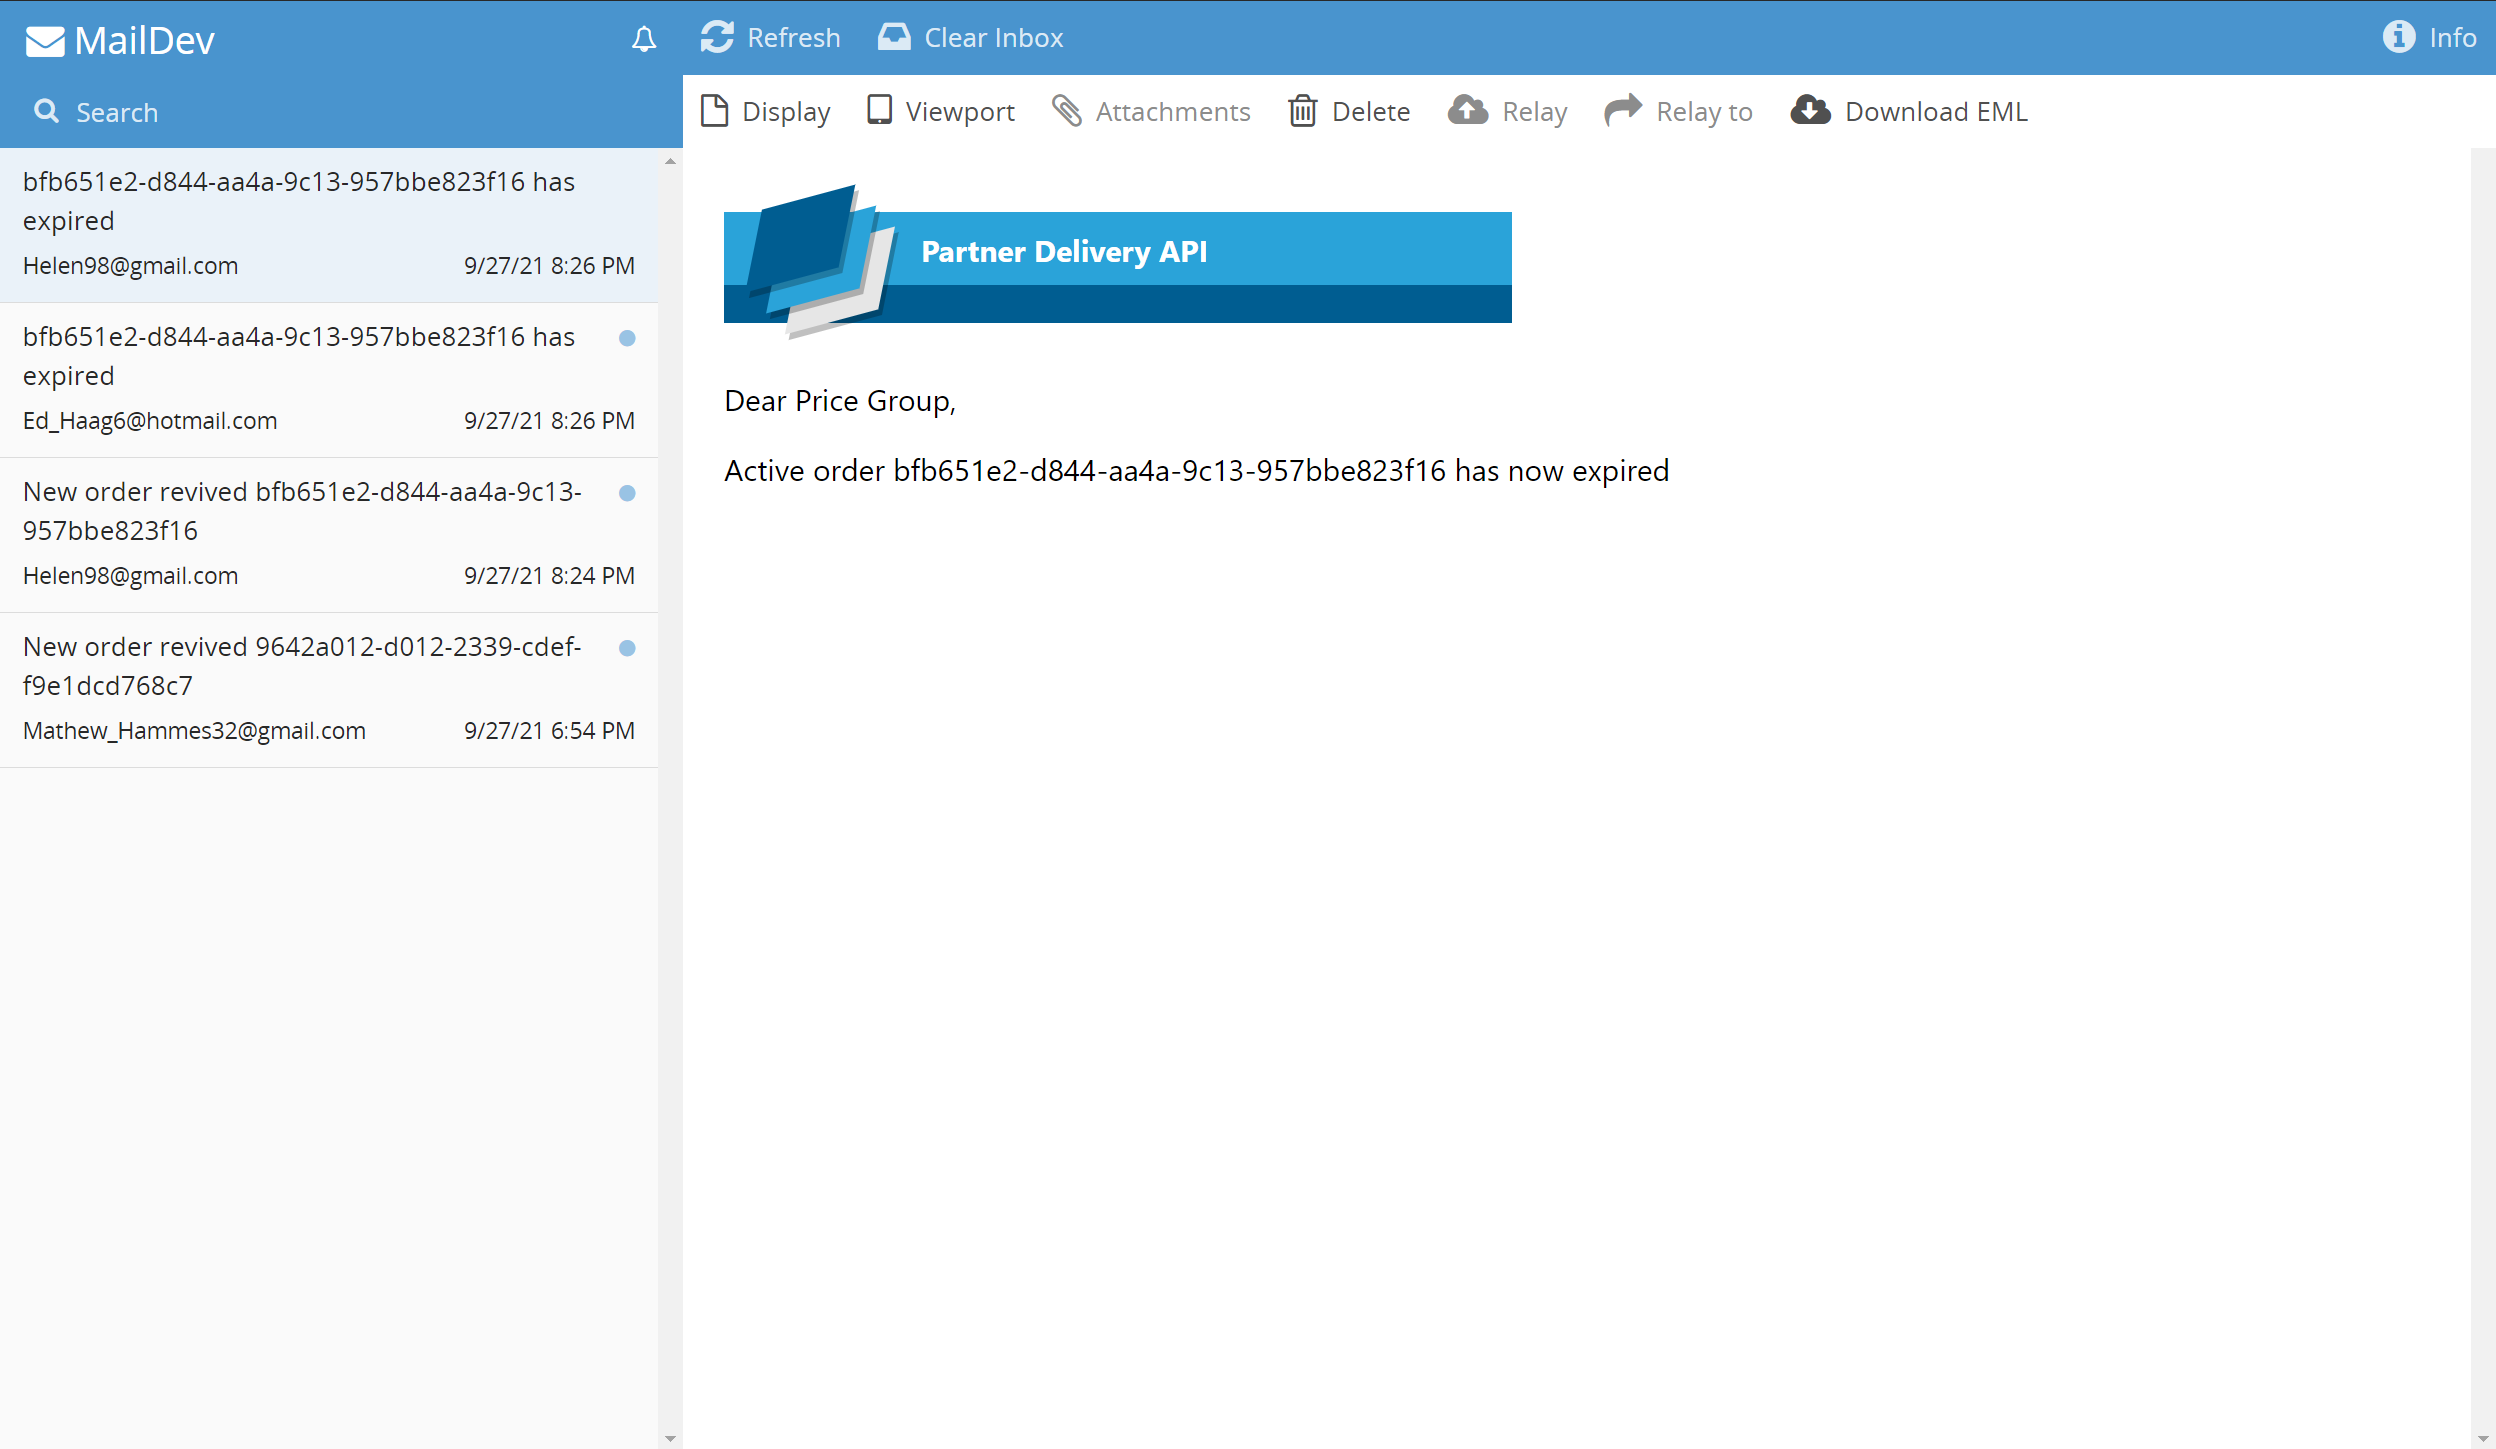 MailDev
Refresh
Clear Inbox
Info
Search
Display
Viewport
Attachments
Delete
Relay
Relay to
Download EML
bfb651e2-d844-aa4a-9c13-957bbe823f16 has
expired
Helen98@gmail.com 9/27/21 8:26 PM
bfb651e2-d844-aa4a-9c13-957bbe823f16 has
expired
Ed_Haag6@hotmail.com 9/27/21 8:26 PM
New order revived bfb651e2-d844-aa4a-9c13-
957bbe823f16
Helen98@gmail.com 9/27/21 8:24 PM
New order revived 9642a012-d012-2339-cdef-
f9e1dcd768c7
Mathew_Hammes32@gmail.com 9/27/21 6:54 PM
Partner Delivery API
Dear Price Group,
Active order bfb651e2-d844-aa4a-9c13-957bbe823f16 has now expired